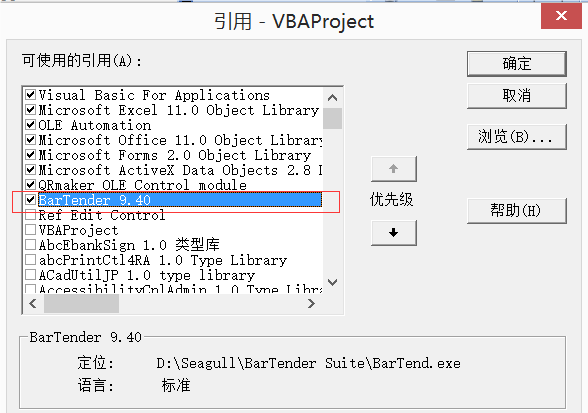 引用 - VBAProject
可使用的引用(A):
Visual Basic For Applications
Microsoft Excel 11.0 Object Library
OLE Automation
Microsoft Office 11.0 Object Library
Microsoft Forms 2.0 Object Library
Microsoft ActiveX Data Objects 2.8
QRmaker OLE Control module
BarTender 9.40
Ref Edit Control
VBAProject
AbcEbankSign 1.0 类型库
abcPrintCtl4RA 1.0 Type Library
ACadUtilJP 1.0 type library
AccessibilityCplAdmin 1.0 Type
确定
取消
浏览(B)...
优先级
帮助(H)
BarTender 9.40
定位: D:\Seagull\BarTender Suite\BarTend.exe
语言: 标准